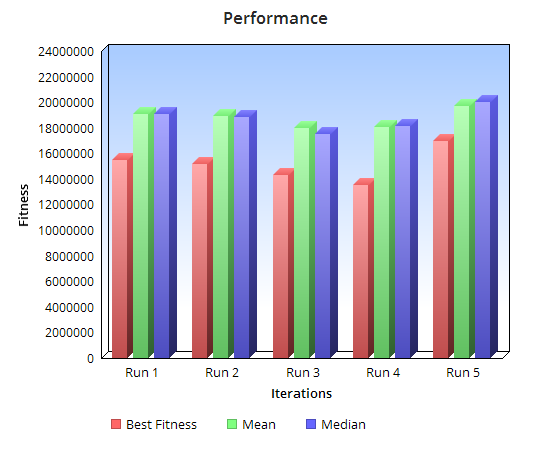 Performance
24000000
22000000
20000000
18000000
16000000
14000000
12000000
10000000
8000000
6000000
4000000
2000000
0
Fitness
Run 1 Run 2 Run 3 Run 4 Run 5
Iterations
Best Fitness Mean Median